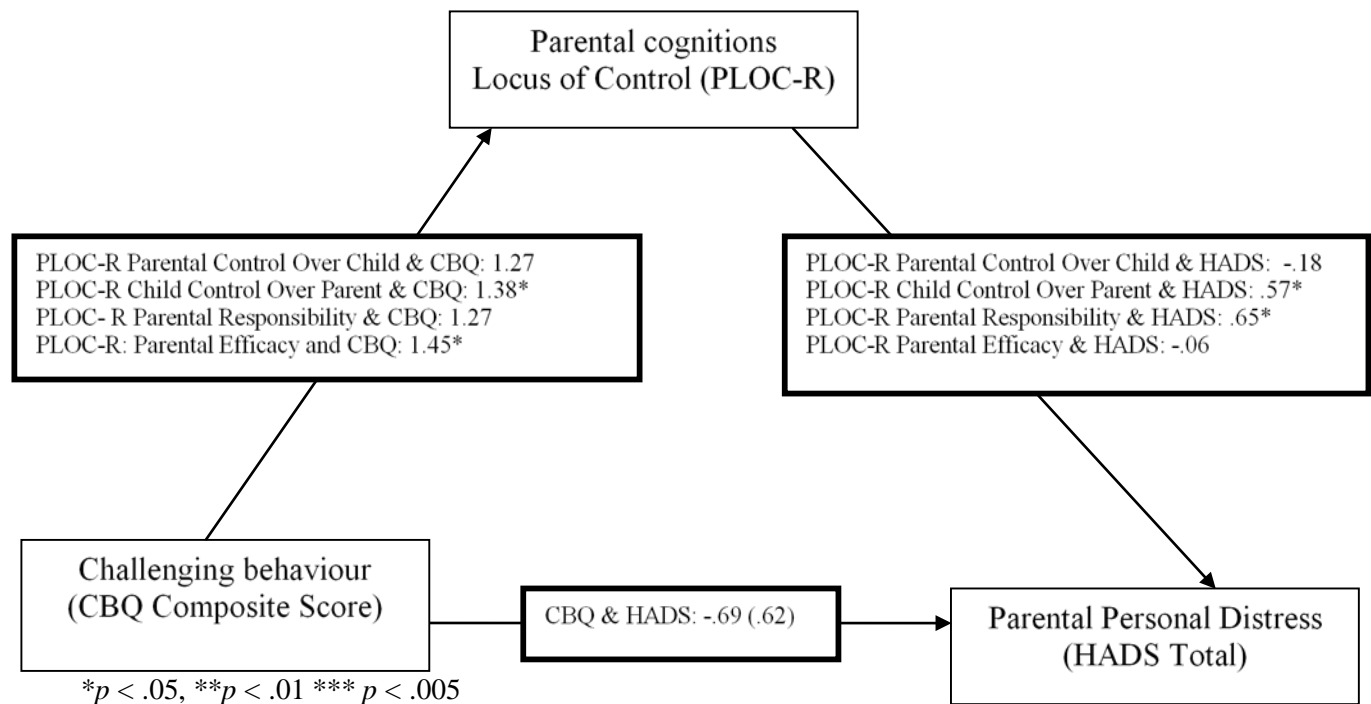 Parental cognitions
Locus of Control (PLOC-R)
PLOC-R Parental Control Over Child & CBQ: 1.27
PLOC-R Child Control Over Parent & CBQ: 1.38*
PLOC- R Parental Responsibility & CBQ: 1.27
PLOC-R: Parental Efficacy and CBQ: 1.45*
PLOC-R Parental Control Over Child & HADS: -.18
PLOC-R Child Control Over Parent & HADS: .57*
PLOC-R Parental Responsibility & HADS: .65*
PLOC-R Parental Efficacy & HADS: -.06
Challenging behaviour
(CBQ Composite Score)
CBQ & HADS: -.69 (.62)
Parental Personal Distress
(HADS Total)
*p < .05, **p < .01 *** p < .005